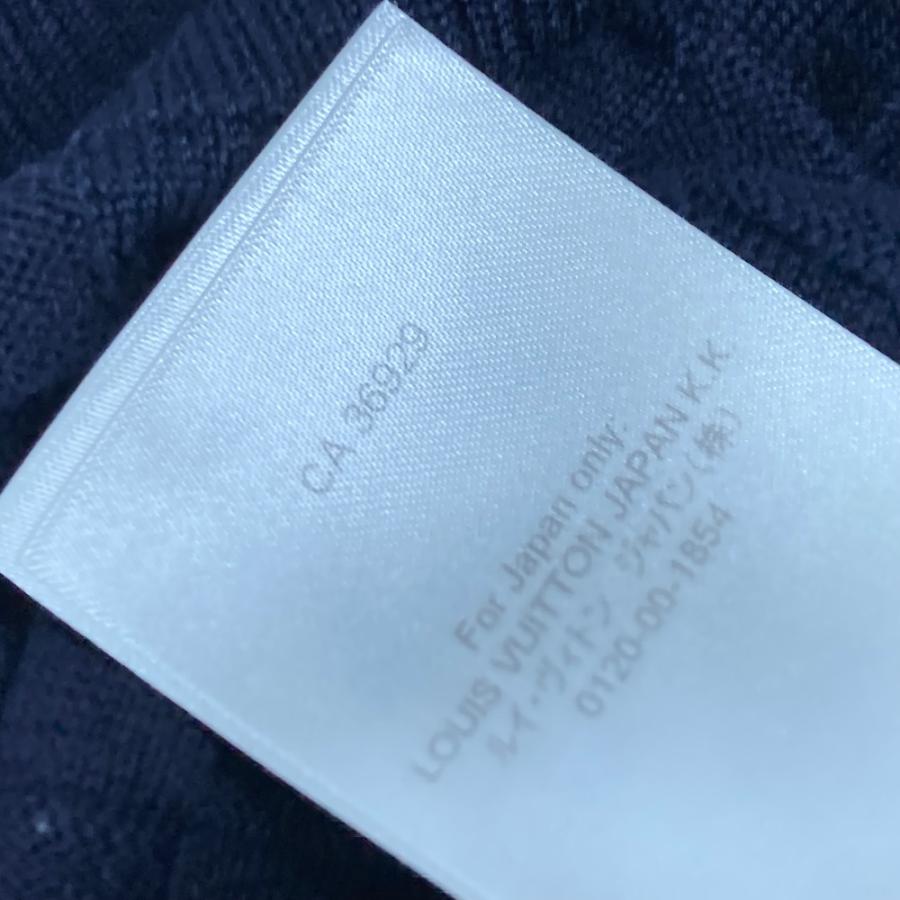 CA 36929
For Japan only:
LOUIS VUITTON JAPAN K.K.
ルイ・ヴィトン ジャパン(株)
0120-00-1854